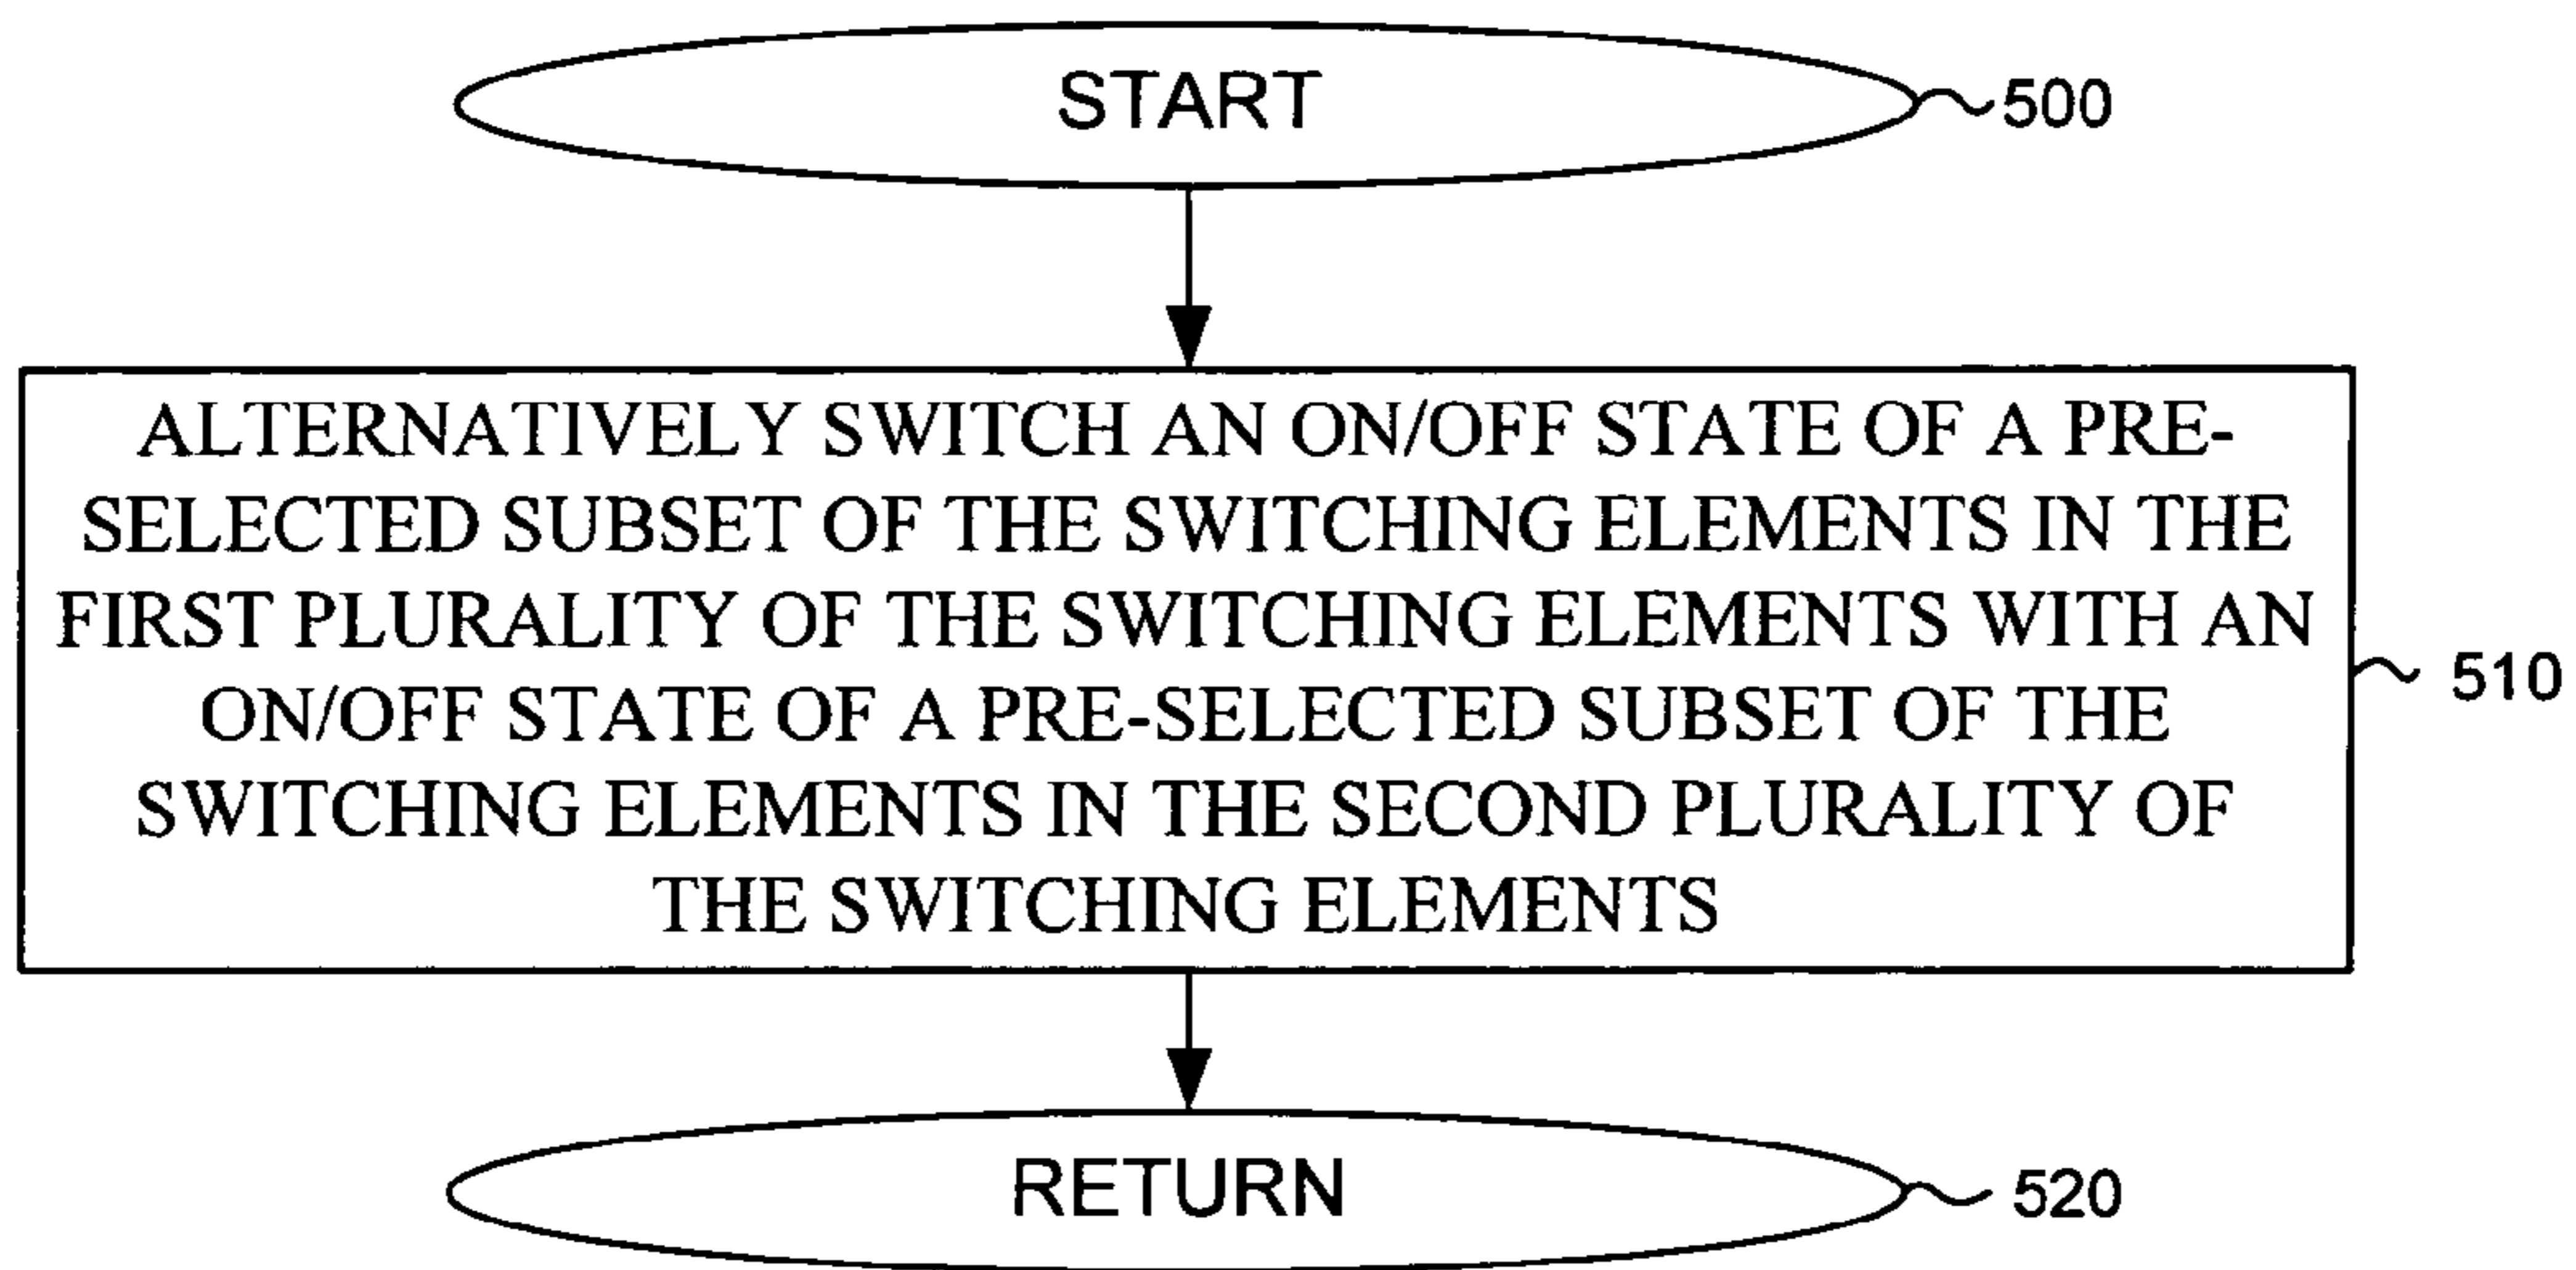 START
500
ALTERNATIVELY SWITCH AN ON/OFF STATE OF A PRE-
SELECTED SUBSET OF THE SWITCHING ELEMENTS IN THE
FIRST PLURALITY OF THE SWITCHING ELEMENTS WITH AN
ON/OFF STATE OF A PRE-SELECTED SUBSET OF THE
SWITCHING ELEMENTS IN THE SECOND PLURALITY OF
THE SWITCHING ELEMENTS
510
RETURN
520